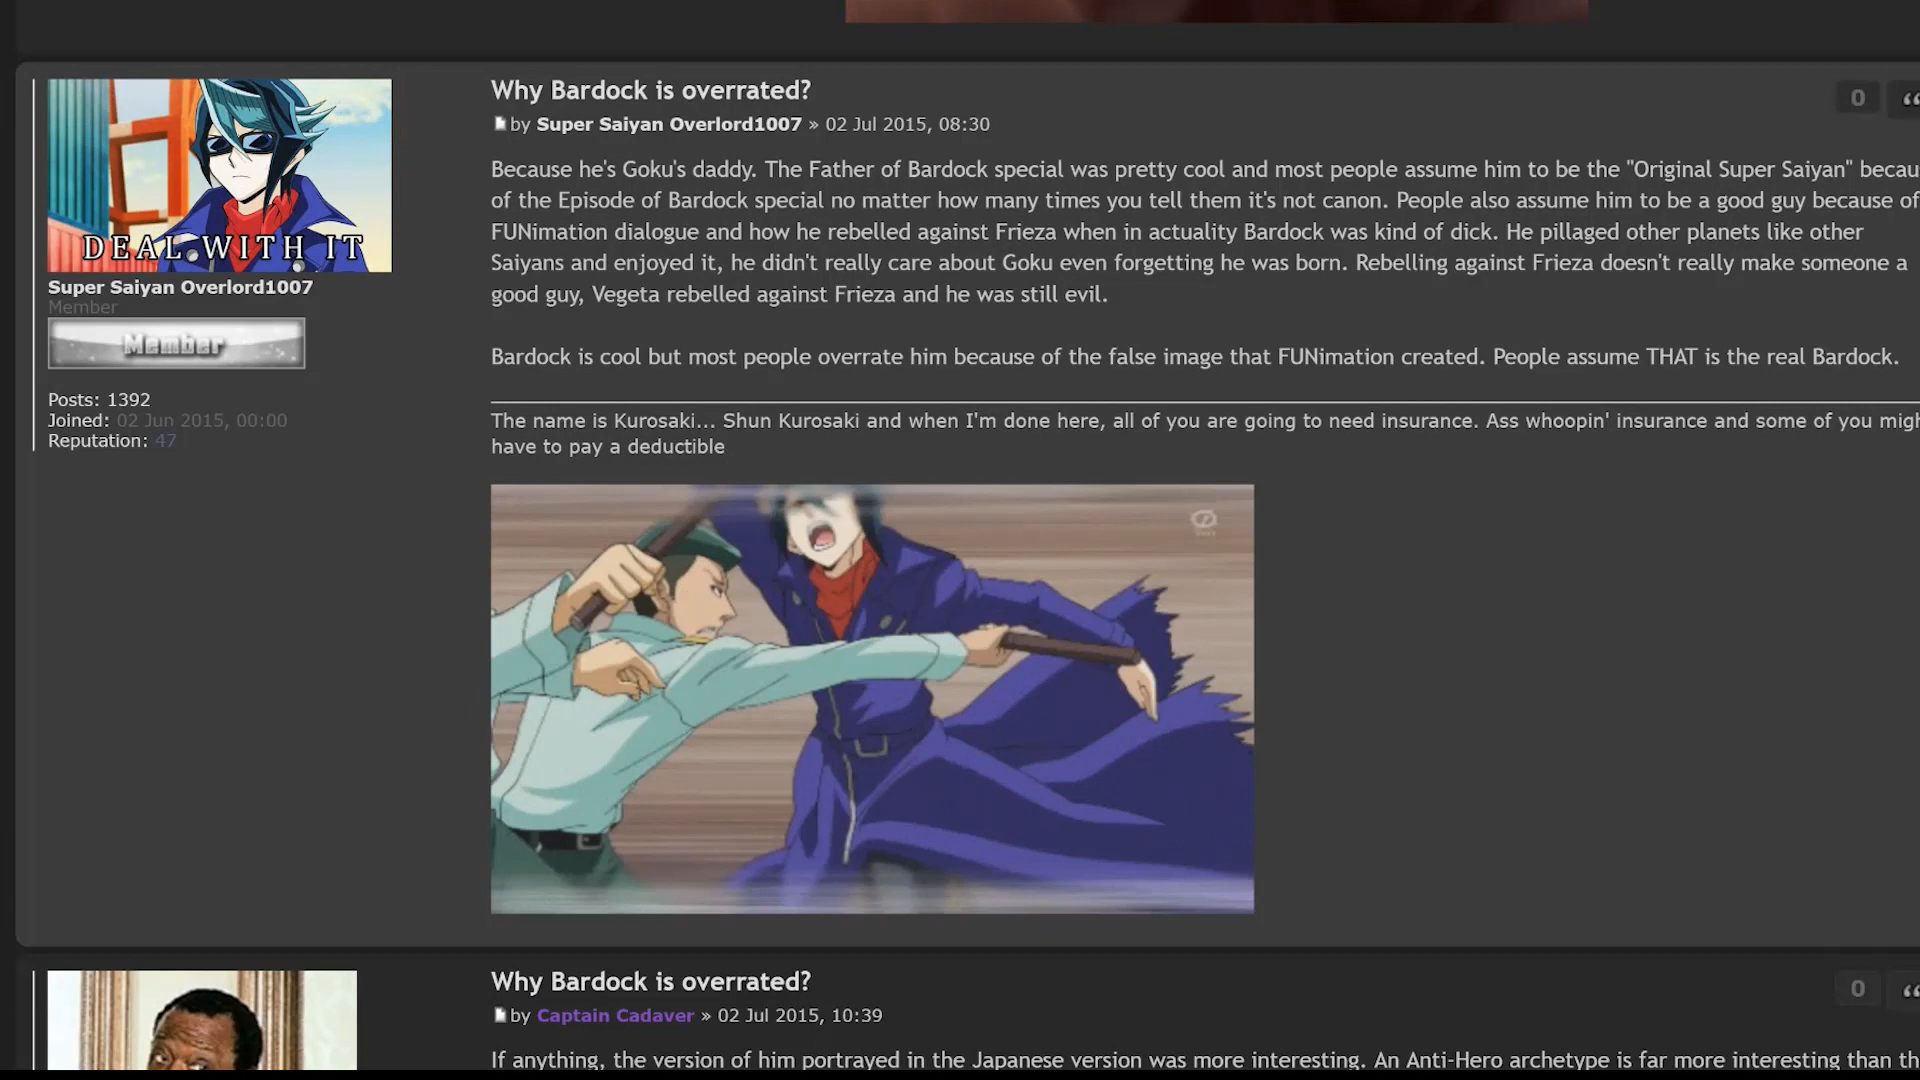 Why Bardock is overrated?
0
by Super Saiyan Overlord1007 » 02 Jul 2015, 08:30
DEAL WITH IT
Super Saiyan Overlord1007
Member
Member
Posts: 1392
Joined: 02 Jun 2015, 00:00
Reputation: 47
Because he's Goku's daddy. The Father of Bardock special was pretty cool and most people assume him to be the "Original Super Saiyan" becau
of the Episode of Bardock special no matter how many times you tell them it's not canon. People also assume him to be a good guy because of
FUNimation dialogue and how he rebelled against Frieza when in actuality Bardock was kind of dick. He pillaged other planets like other
Saiyans and enjoyed it, he didn't really care about Goku even forgetting he was born. Rebelling against Frieza doesn't really make someone a
good guy, Vegeta rebelled against Frieza and he was still evil.
Bardock is cool but most people overrate him because of the false image that FUNimation created. People assume THAT is the real Bardock.
The name is Kurosaki... Shun Kurosaki and when I'm done here, all of you are going to need insurance. Ass whoopin' insurance and some of you migh
have to pay a deductible
Why Bardock is overrated?
0
by Captain Cadaver » 02 Jul 2015, 10:39
If anything, the version of him portrayed in the Japanese version was more interesting. An Anti-Hero archetype is far more interesting than th